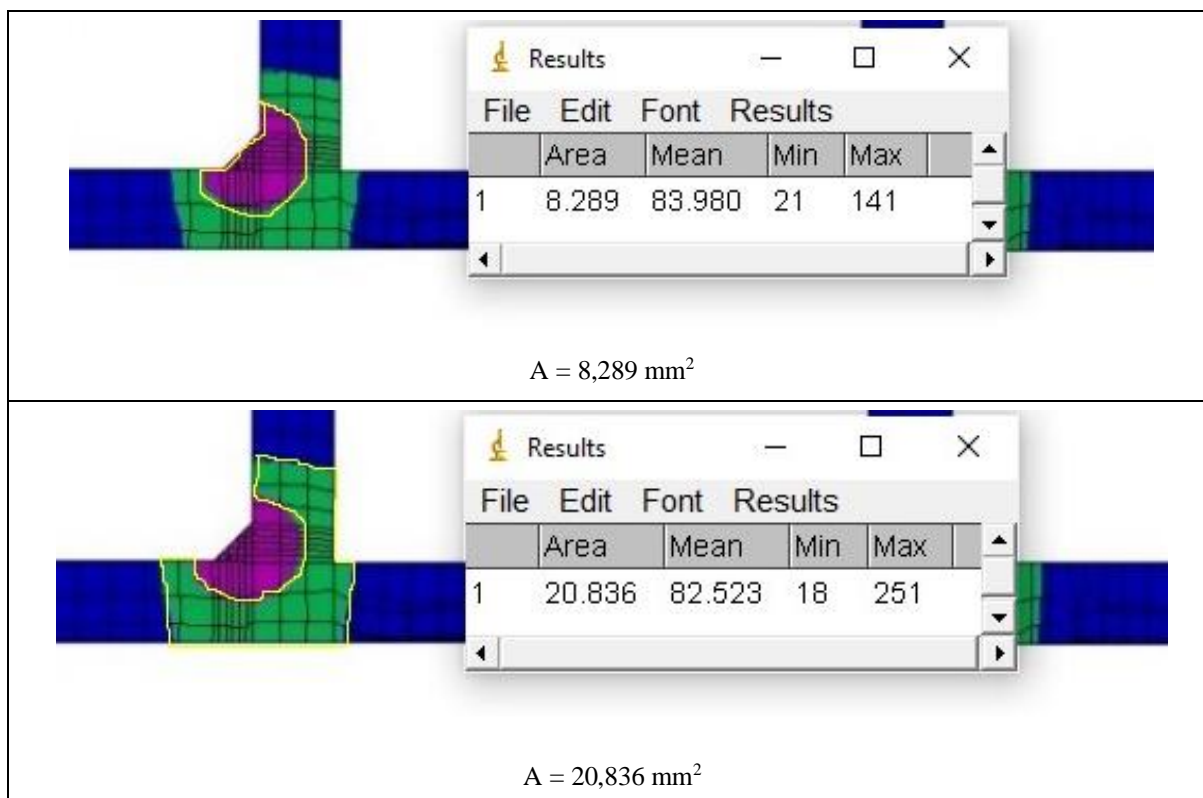 Results
File Edit Font Results
Area Mean Min Max
1 8.289 83.980 21 141
A = 8,289 mm²
Results
File Edit Font Results
Area Mean Min Max
1 20.836 82.523 18 251
A = 20,836 mm²